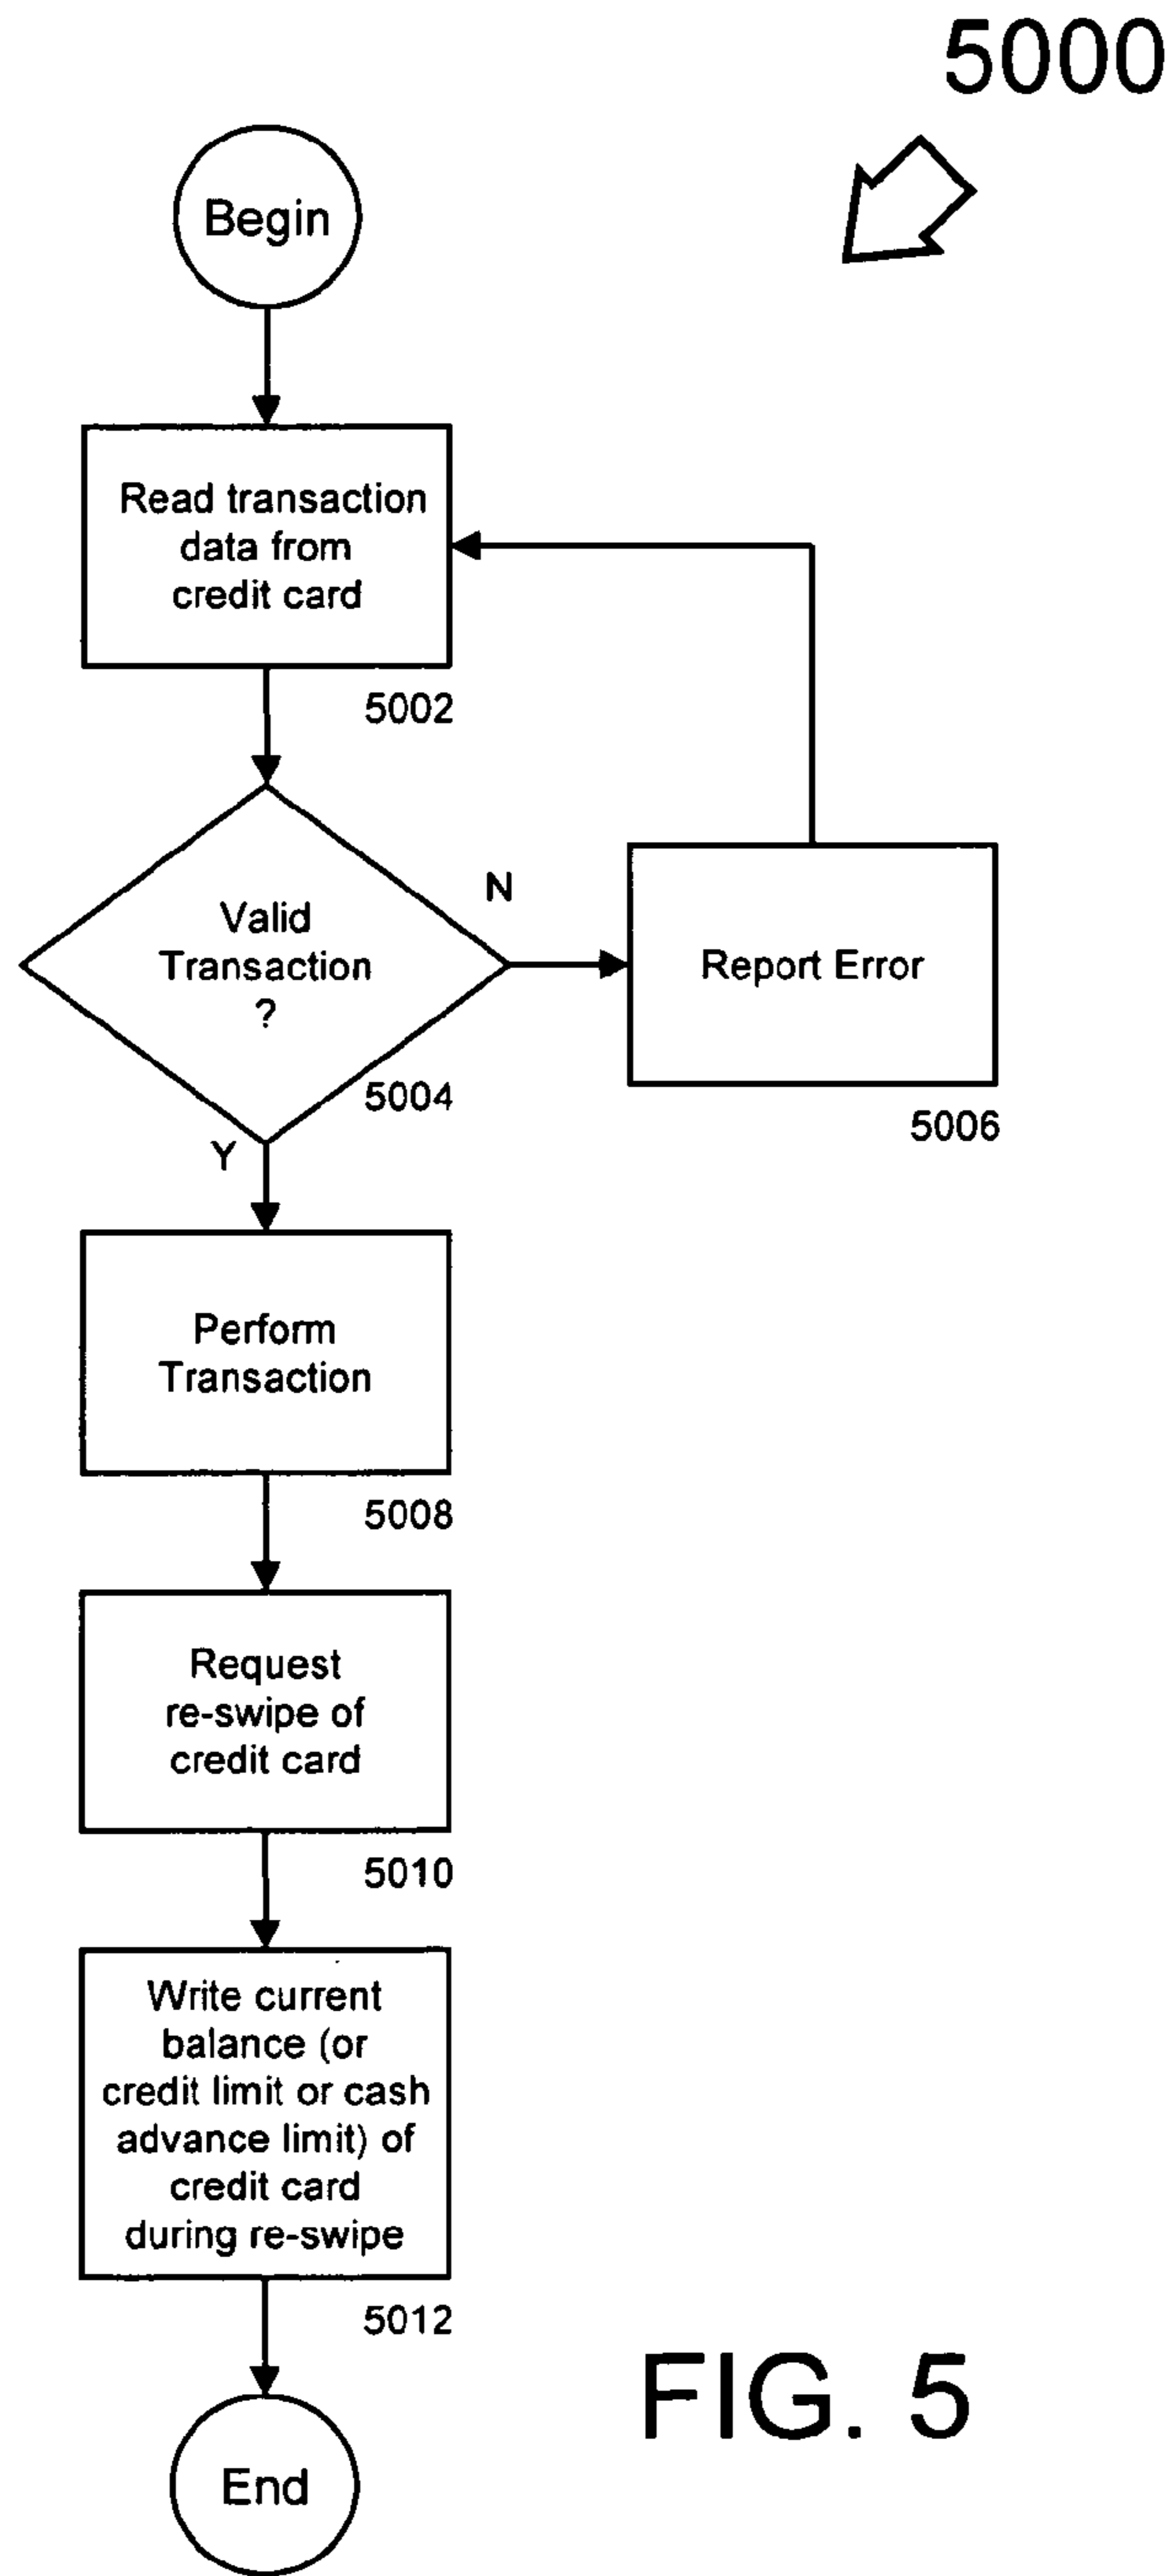 5000
Begin
Read transaction
data from
credit card
5002
Valid
Transaction
?
N
5004
Y
Report Error
5006
Perform
Transaction
5008
Request
re-swipe of
credit card
5010
Write current
balance (or
credit limit or cash
advance limit) of
credit card
during re-swipe
5012
End
FIG. 5